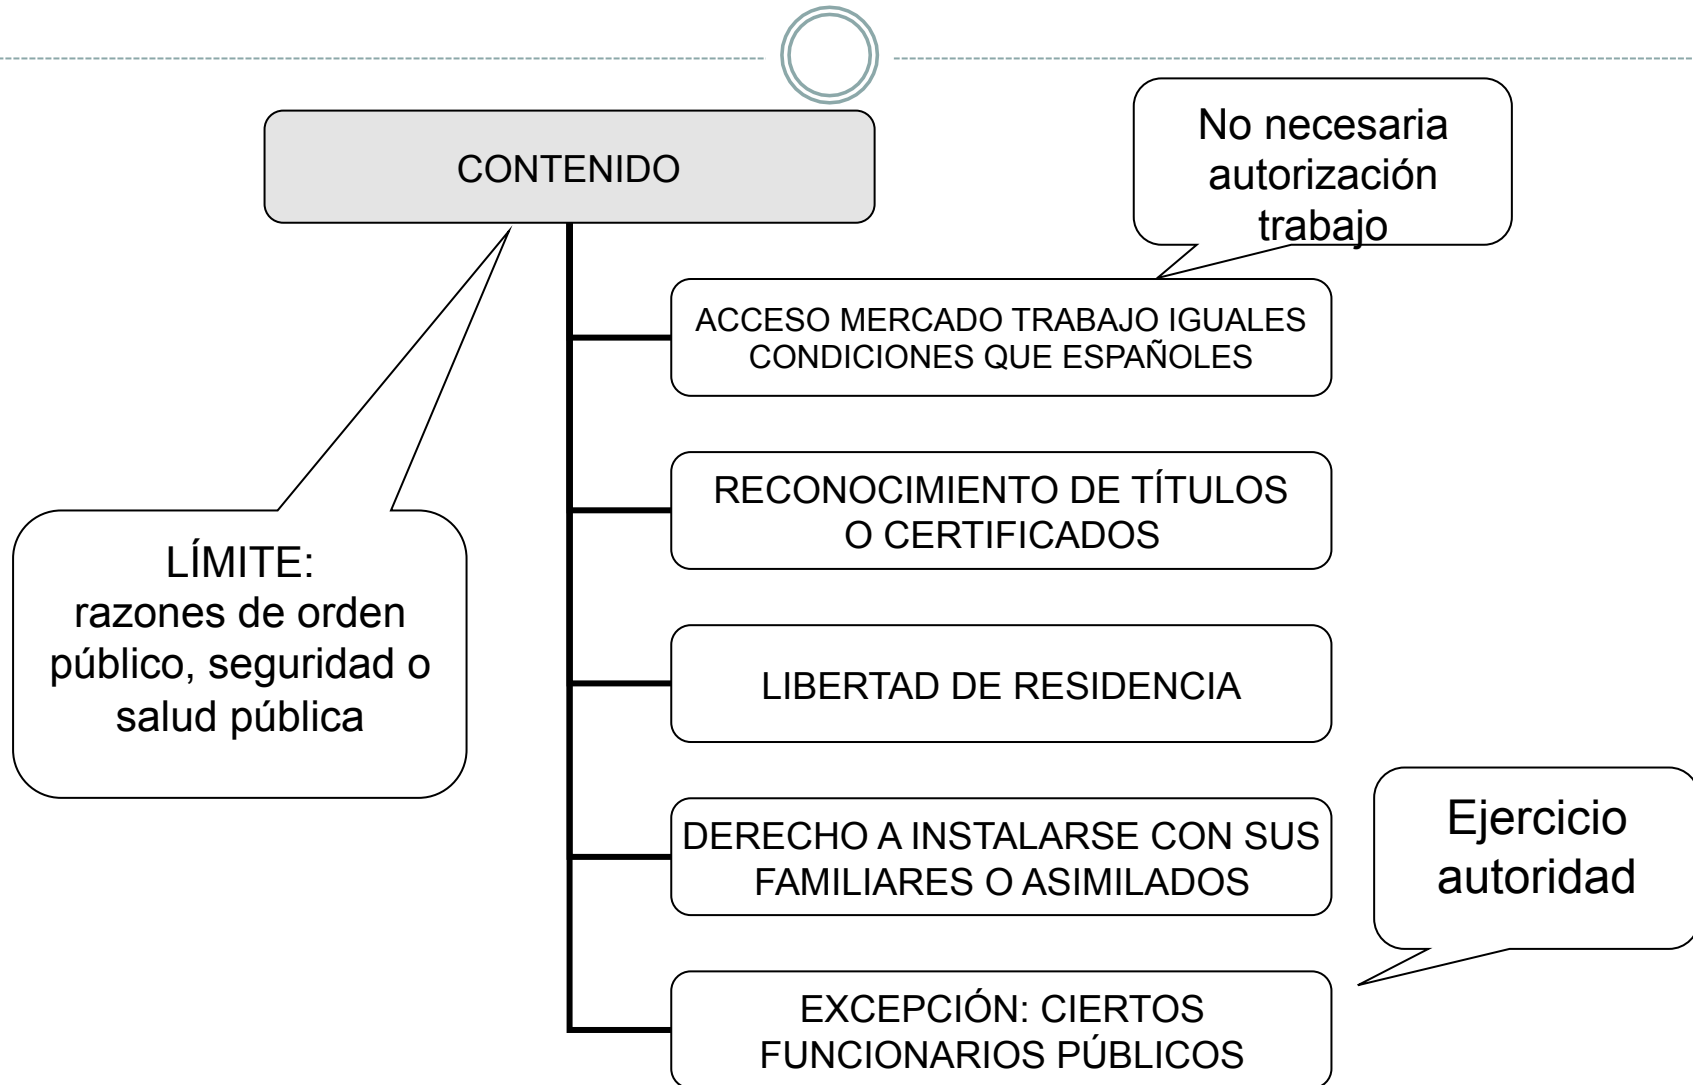 CONTENIDO
No necesaria
autorización
trabajo
ACCESO MERCADO TRABAJO IGUALES
CONDICIONES QUE ESPAÑOLES
RECONOCIMIENTO DE TÍTULOS
O CERTIFICADOS
LÍMITE:
razones de orden
público, seguridad o
salud pública
LIBERTAD DE RESIDENCIA
DERECHO A INSTALARSE CON SUS
FAMILIARES O ASIMILADOS
Ejercicio
autoridad
EXCEPCIÓN: CIERTOS
FUNCIONARIOS PÚBLICOS